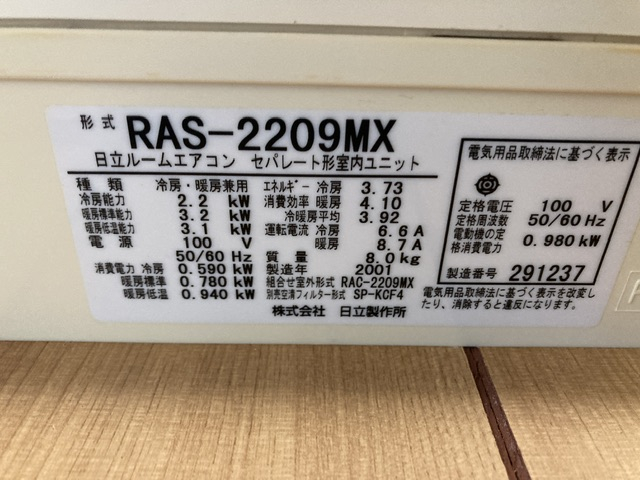 形式 RAS-2209MX
日立ルームエアコン セパレート形室内ユニット
種類 冷房・暖房兼用
冷房能力 2.2 kW
暖房標準能力 3.2 kW
暖房低温能力 3.1 kW
電源 100 V
50/60 Hz
消費電力 冷房 0.590 kW
暖房標準 0.780 kW
暖房低温 0.940 kW
エネルギー 冷房 3.73
消費効率 暖房 4.10
冷暖房平均 3.92
運転電流 冷房 6.6 A
暖房 8.7 A
質量 8.0 kg
製造年 2001
組合せ室外形式 RAC-2209MX
別売空清フィルター形式 SP-KCF4
株式会社 日立製作所
電気用品取締法に基づく表示
定格電圧 100 V
定格周波数 50/60 Hz
電動機の定
格消費電力 0.980 kW
製造番号 291237
電気用品取締法に基づく表示を改変し
たり、消除すると違反になります。